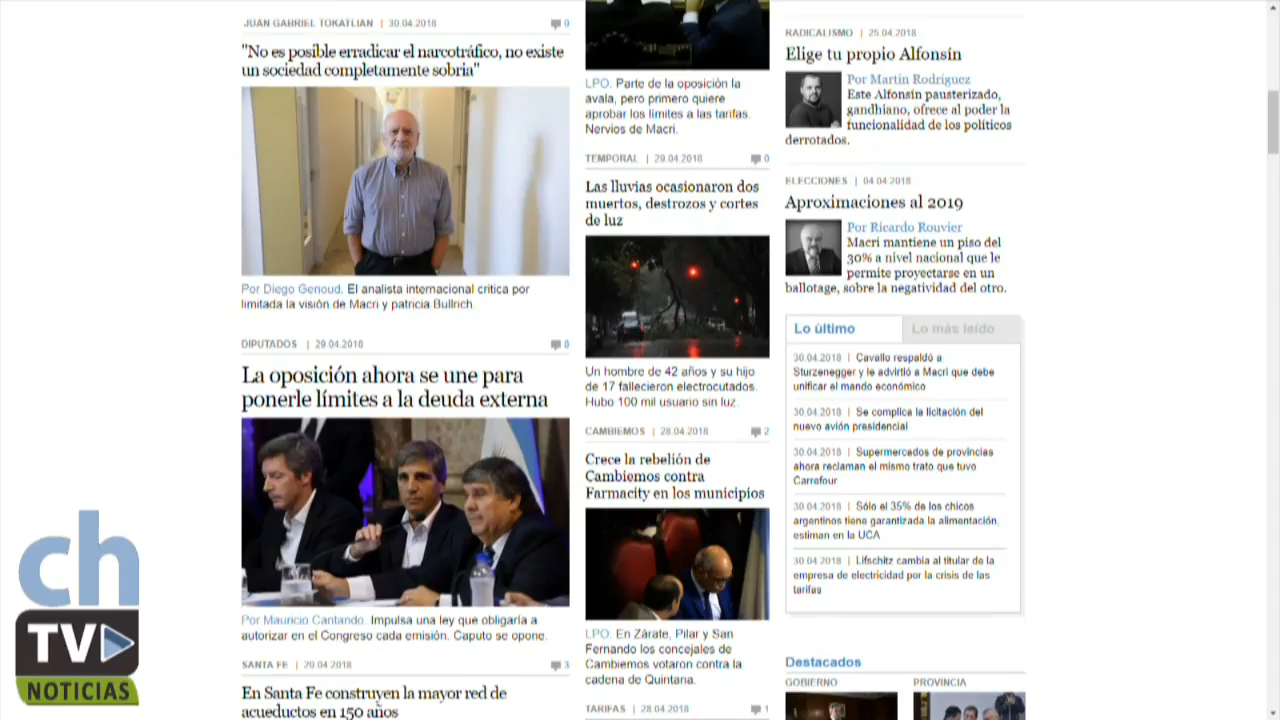 JUAN GABRIEL TOKATLIAN | 30.04.2018 0
"No es posible erradicar el narcotráfico, no existe
un sociedad completamente sobria"
Por Diego Genoud. El analista internacional critica por
limitada la visión de Macri y patricia Bullrich.
DIPUTADOS | 29.04.2018 0
La oposición ahora se une para
ponerle límites a la deuda externa
Por Mauricio Cantando. Impulsa una ley que obligaría a
autorizar en el Congreso cada emisión. Caputo se opone.
SANTA FE | 29.04.2018 3
En Santa Fe construyen la mayor red de
acueductos en 150 años
LPO. Parte de la oposición la
avala, pero primero quiere
aprobar los límites a las tarifas.
Nervios de Macri.
TEMPORAL | 29.04.2018 0
Las lluvias ocasionaron dos
muertos, destrozos y cortes
de luz
Un hombre de 42 años y su hijo
de 17 fallecieron electrocutados.
Hubo 100 mil usuario sin luz.
CAMBIEMOS | 28.04.2018 2
Crece la rebelión de
Cambiemos contra
Farmacity en los municipios
LPO. En Zárate, Pilar y San
Fernando los concejales de
Cambiemos votaron contra la
cadena de Quintana.
TARIFAS | 28.04.2018 1
RADICALISMO | 25.04.2018
Elige tu propio Alfonsín
Por Martín Rodríguez
Este Alfonsín pausterizado,
gandhiano, ofrece al poder la
funcionalidad de los políticos
derrotados.
ELECCIONES | 04.04.2018
Aproximaciones al 2019
Por Ricardo Rouvier
Macri mantiene un piso del
30% a nivel nacional que le
permite proyectarse en un
ballotage, sobre la negatividad del otro.
Lo último
Lo más leído
30.04.2018 | Cavallo respaldó a
Sturzenegger y le advirtió a Macri que debe
unificar el mando económico
30.04.2018 | Se complica la licitación del
nuevo avión presidencial
30.04.2018 | Supermercados de provincias
ahora reclaman el mismo trato que tuvo
Carrefour
30.04.2018 | Sólo el 35% de los chicos
argentinos tiene garantizada la alimentación,
estiman en la UCA
30.04.2018 | Lifschitz cambia al titular de la
empresa de electricidad por la crisis de las
tarifas
Destacados
GOBIERNO
PROVINCIA
ch
TV
NOTICIAS